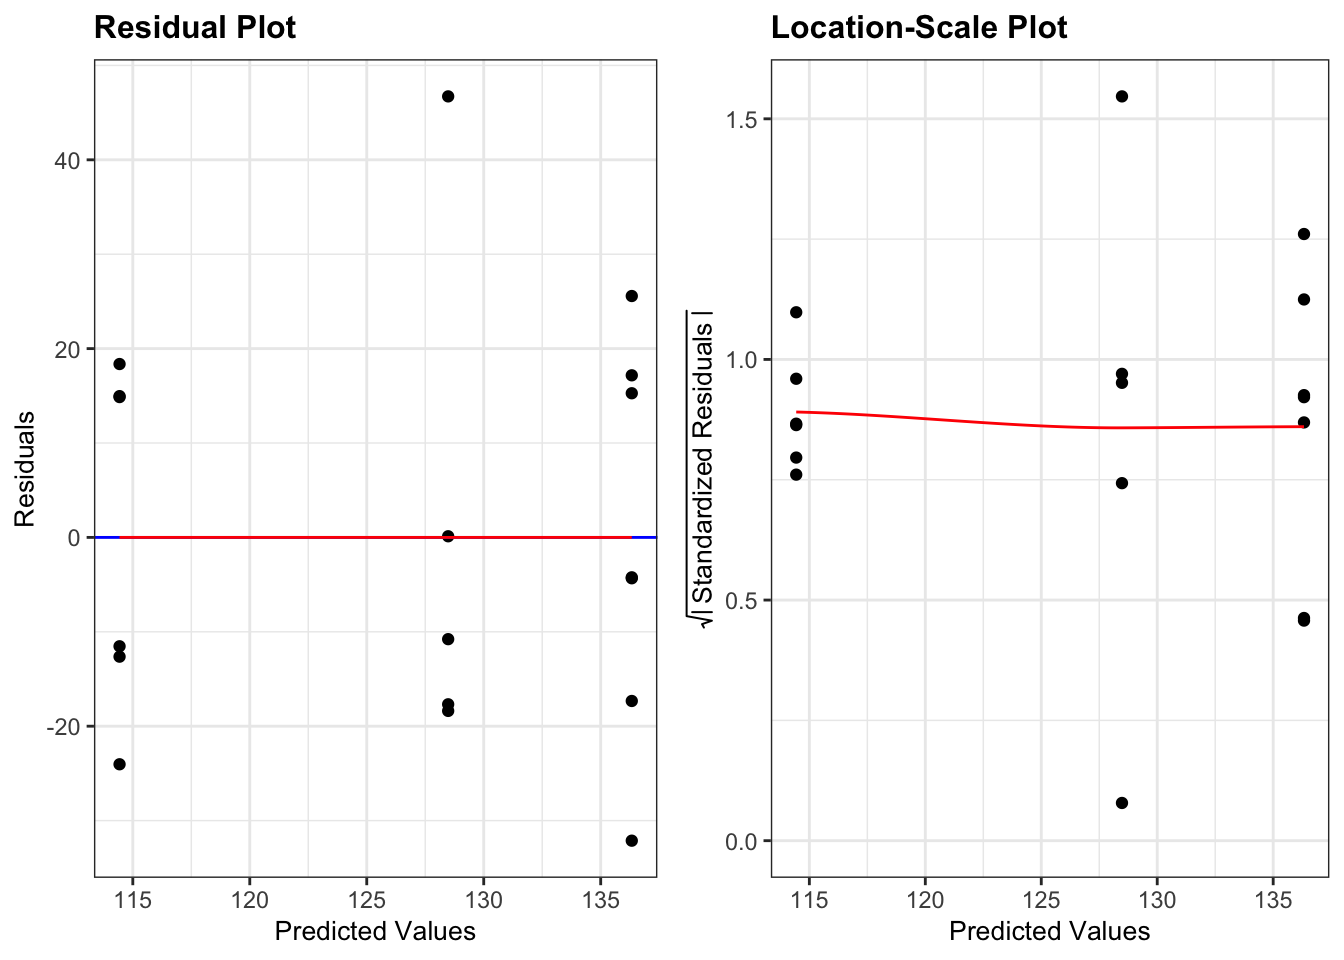 Residual Plot
40
20
0
-20
Residuals
115 120 125 130 135
Predicted Values
Location-Scale Plot
1.5
1.0
0.5
0.0
√| Standardized Residuals |
115 120 125 130 135
Predicted Values